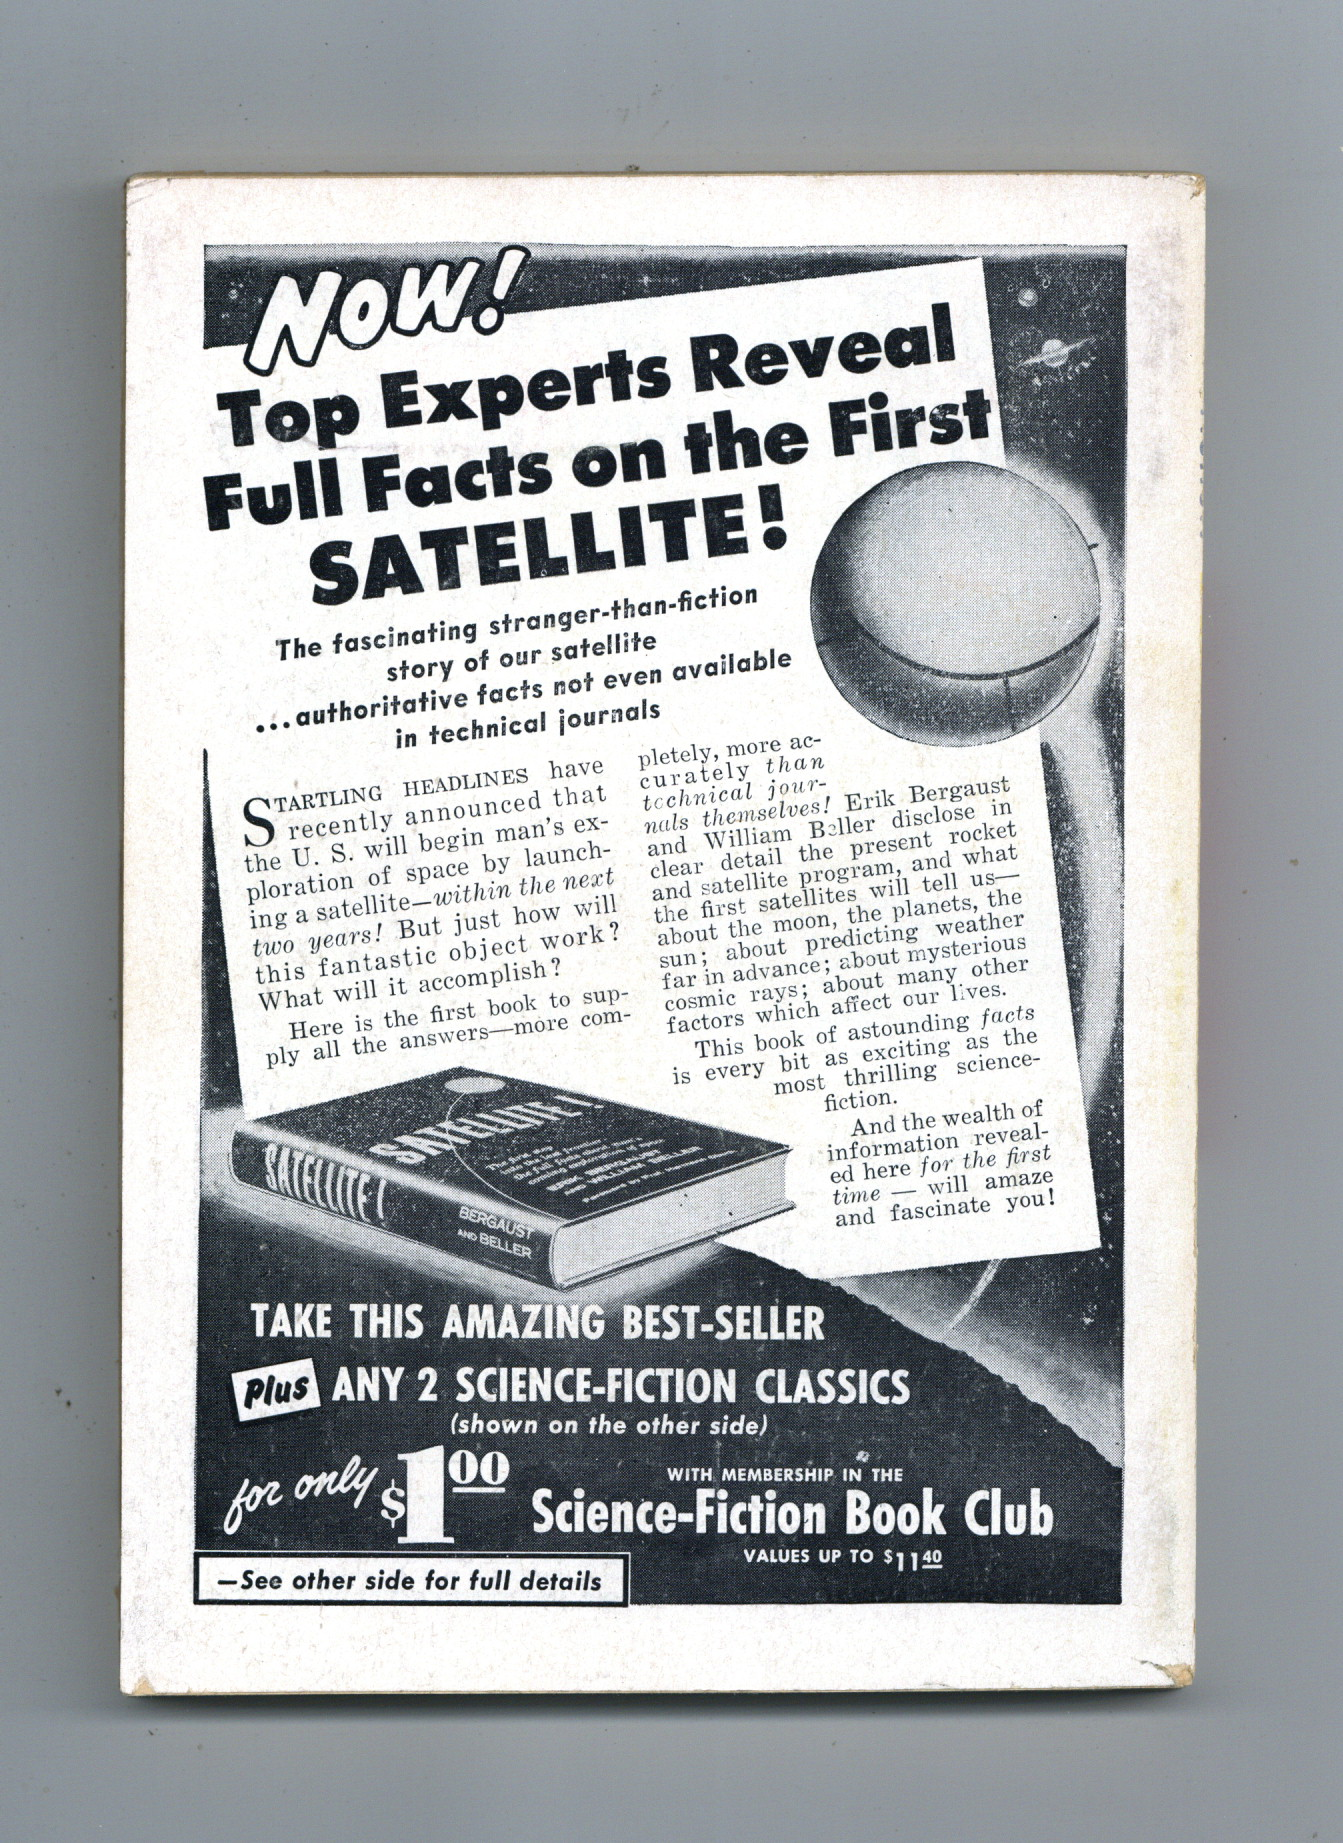 NOW!
Top Experts Reveal
Full Facts on the First
SATELLITE!
The fascinating stranger-than-fiction
story of our satellite
...authoritative facts not even available
in technical journals
STARTLING HEADLINES have
recently announced that
the U. S. will begin man's ex-
ploration of space by launch-
ing a satellite—within the next
two years! But just how will
this fantastic object work?
What will it accomplish?
Here is the first book to sup-
ply all the answers—more com-
pletely, more ac-
curately than
technical jour-
nals themselves! Erik Bergaust
and William Beller disclose in
clear detail the present rocket
and satellite program, and what
the first satellites will tell us—
about the moon, the planets, the
sun; about predicting weather
far in advance; about mysterious
cosmic rays; about many other
factors which affect our lives.
This book of astounding facts
is every bit as exciting as the
most thrilling science-
fiction.
And the wealth of
information reveal-
ed here for the first
time — will amaze
and fascinate you!
SATELLITE!
SATELLITE!
BERGAUST
AND BELLER
TAKE THIS AMAZING BEST-SELLER
Plus ANY 2 SCIENCE-FICTION CLASSICS
(shown on the other side)
for only $1.00
WITH MEMBERSHIP IN THE
Science-Fiction Book Club
VALUES UP TO $11.40
—See other side for full details